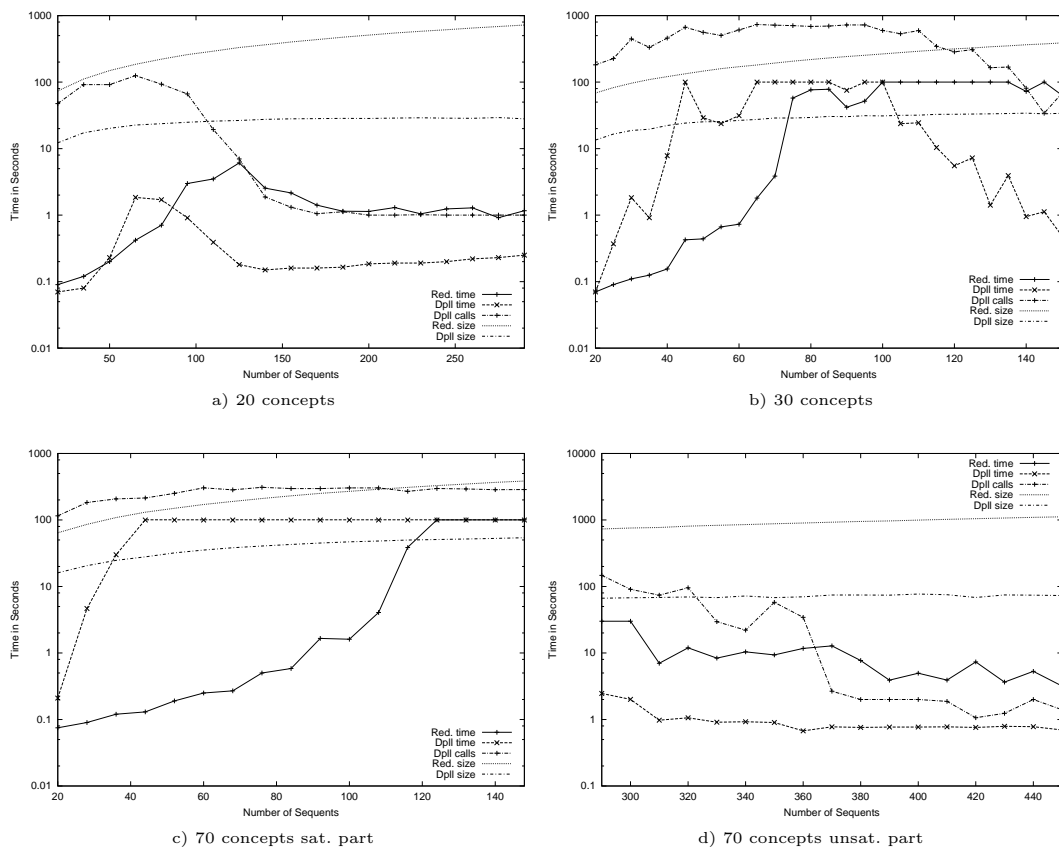 1000
100
10
1
0.1
0.01
Time in Seconds
50 100 150 200 250
Number of Sequents
Red. time
Dpll time
Dpll calls
Red. size
Dpll size
a) 20 concepts
1000
100
10
1
0.1
0.01
Time in Seconds
20 40 60 80 100 120 140
Number of Sequents
Red. time
Dpll time
Dpll calls
Red. size
Dpll size
b) 30 concepts
1000
100
10
1
0.1
0.01
Time in Seconds
20 40 60 80 100 120 140
Number of Sequents
Red. time
Dpll time
Dpll calls
Red. size
Dpll size
c) 70 concepts sat. part
10000
1000
100
10
1
0.1
Time in Seconds
300 320 340 360 380 400 420 440
Number of Sequents
Red. time
Dpll time
Dpll calls
Red. size
Dpll size
d) 70 concepts unsat. part